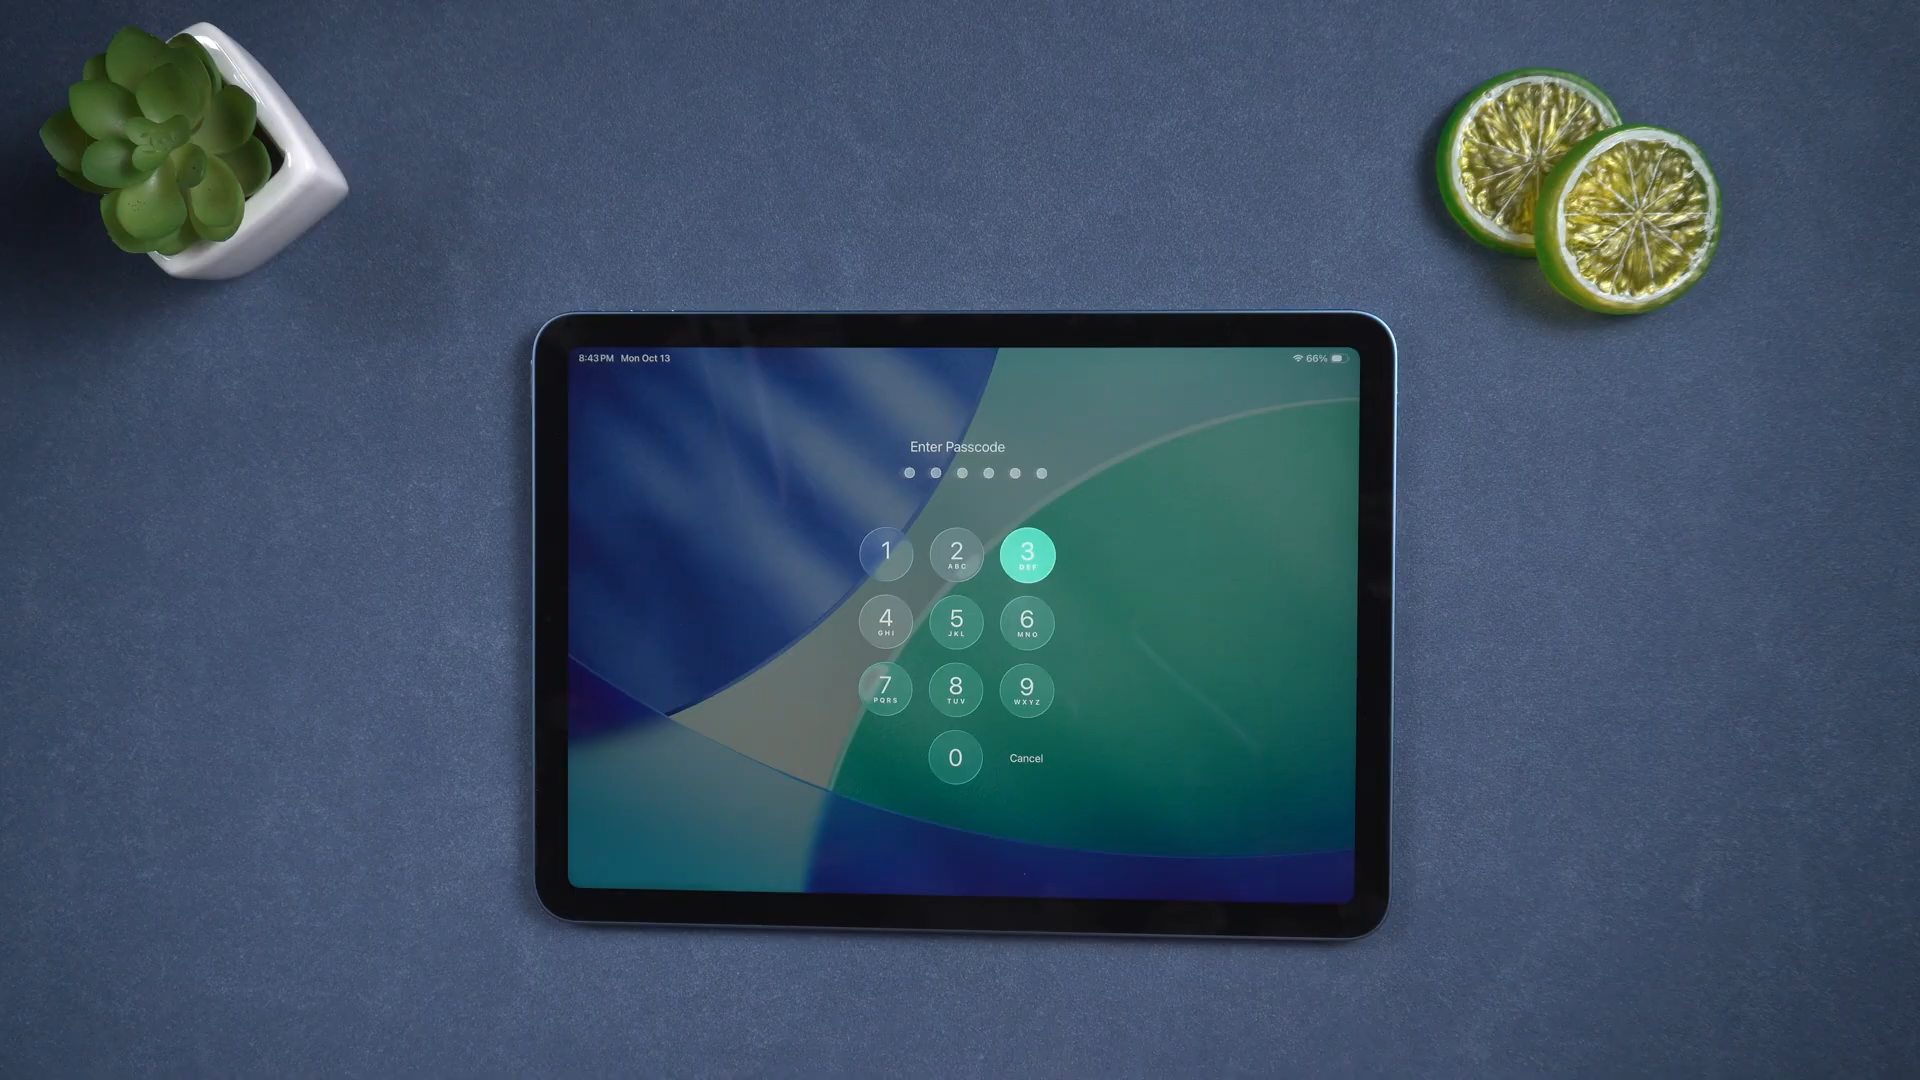 8:43 PM Mon Oct 13
66%
Enter Passcode
1
2
ABC
3
DEF
4
GHI
5
JKL
6
MNO
7
PQRS
8
TUV
9
WXYZ
0
Cancel